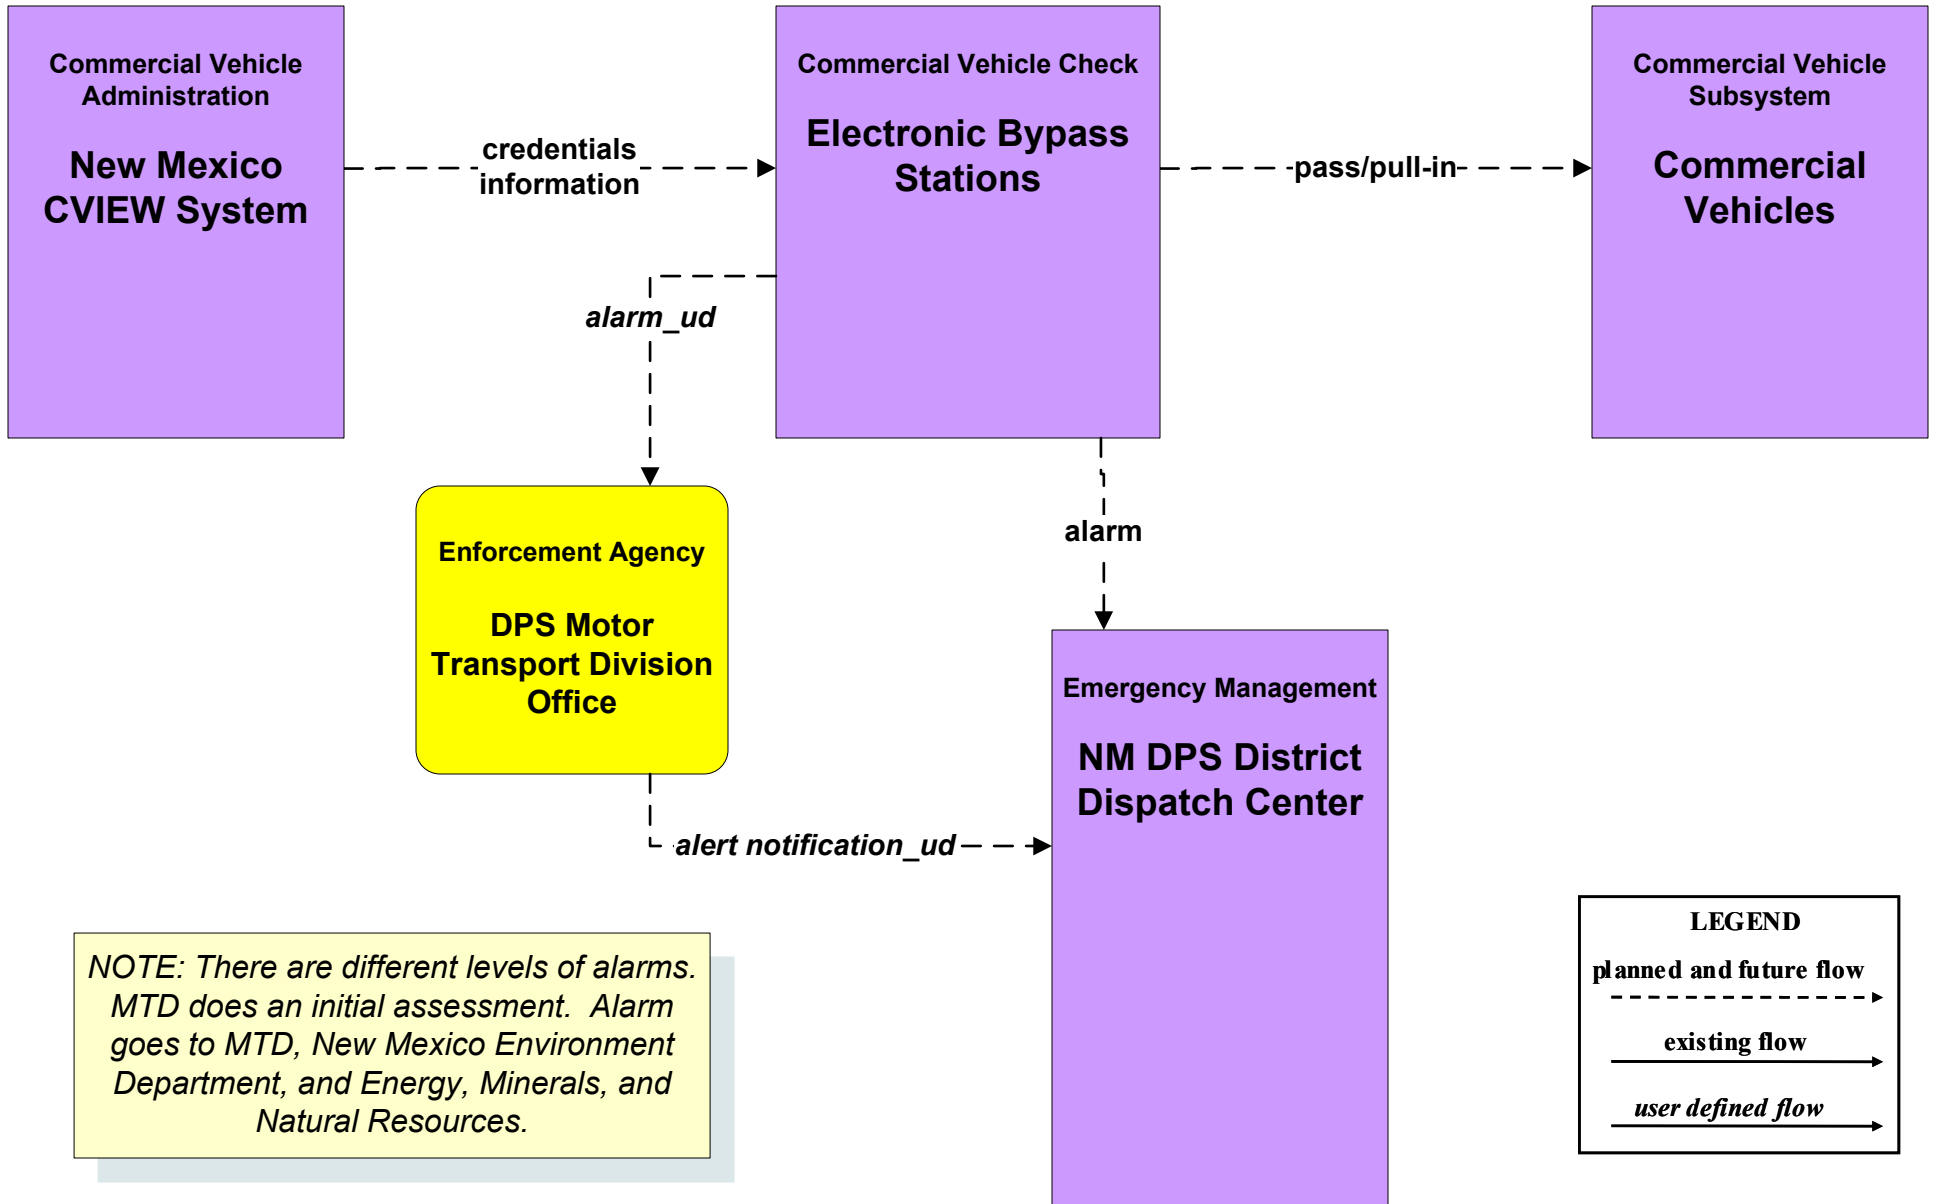 Commercial Vehicle
Administration
New Mexico
CVIEW System
credentials
information
Commercial Vehicle Check
Electronic Bypass
Stations
pass/pull-in
Commercial Vehicle
Subsystem
Commercial
Vehicles
alarm_ud
Enforcement Agency
DPS Motor
Transport Division
Office
alarm
Emergency Management
NM DPS District
Dispatch Center
alert notification_ud
NOTE: There are different levels of alarms.
MTD does an initial assessment. Alarm
goes to MTD, New Mexico Environment
Department, and Energy, Minerals, and
Natural Resources.
LEGEND
planned and future flow
existing flow
user defined flow